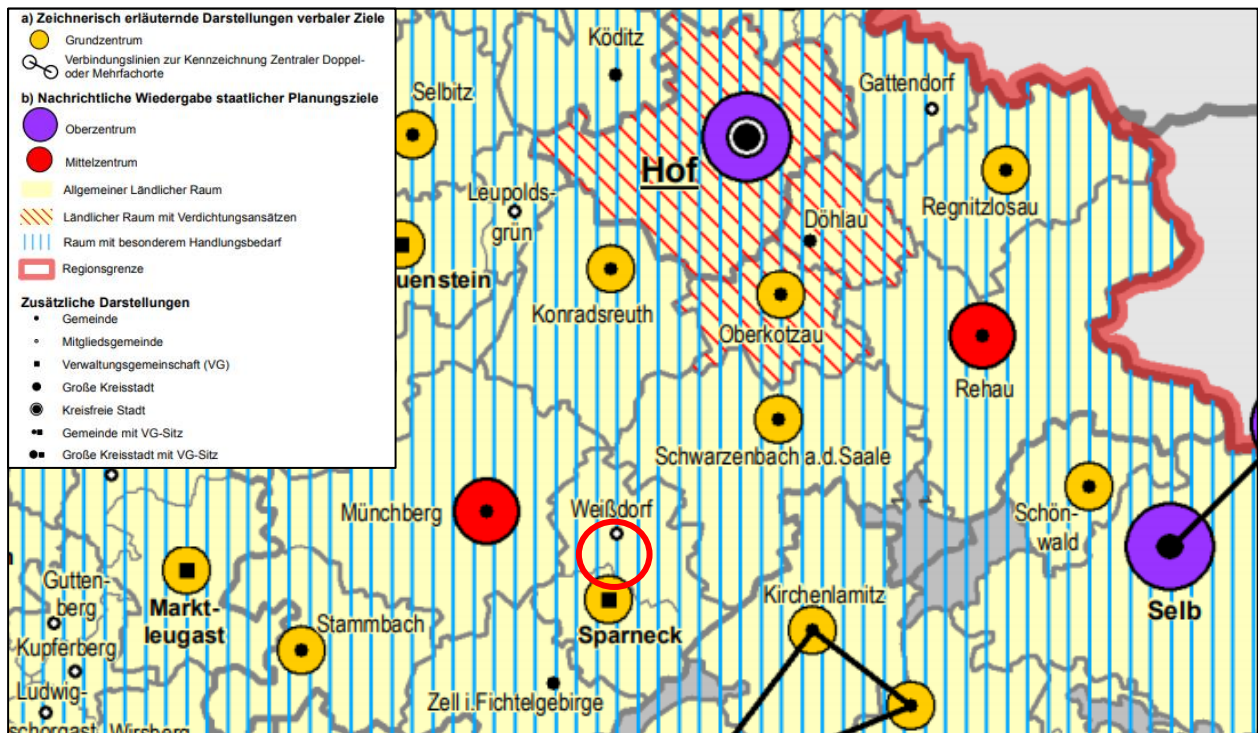 a) Zeichnerisch erläuternde Darstellungen verbaler Ziele
Grundzentrum
Verbindungslinien zur Kennzeichnung Zentraler Doppel-
oder Mehrfachorte
b) Nachrichtliche Wiedergabe staatlicher Planungsziele
Oberzentrum
Mittelzentrum
Allgemeiner Ländlicher Raum
Ländlicher Raum mit Verdichtungsansätzen
Raum mit besonderem Handlungsbedarf
Regionsgrenze
Zusätzliche Darstellungen
Gemeinde
Mitgliedsgemeinde
Verwaltungsgemeinschaft (VG)
Große Kreisstadt
Kreisfreie Stadt
Gemeinde mit VG-Sitz
Große Kreisstadt mit VG-Sitz
Köditz
Selbitz
Gattendorf
Hof
Leupolds-
grün
Regnitzlosau
Döhlau
uenstein
Konradsreuth
Oberkotzau
Rehau
Schwarzenbach a.d.Saale
Münchberg
Weißdorf
Schön-
wald
Gutten-
berg
Markt-
leugast
Kirchenlamitz
Selb
Stammbach
Sparneck
Kupferberg
Ludwig-
schorgast
Wirsberg
Zell i.Fichtelgebirge